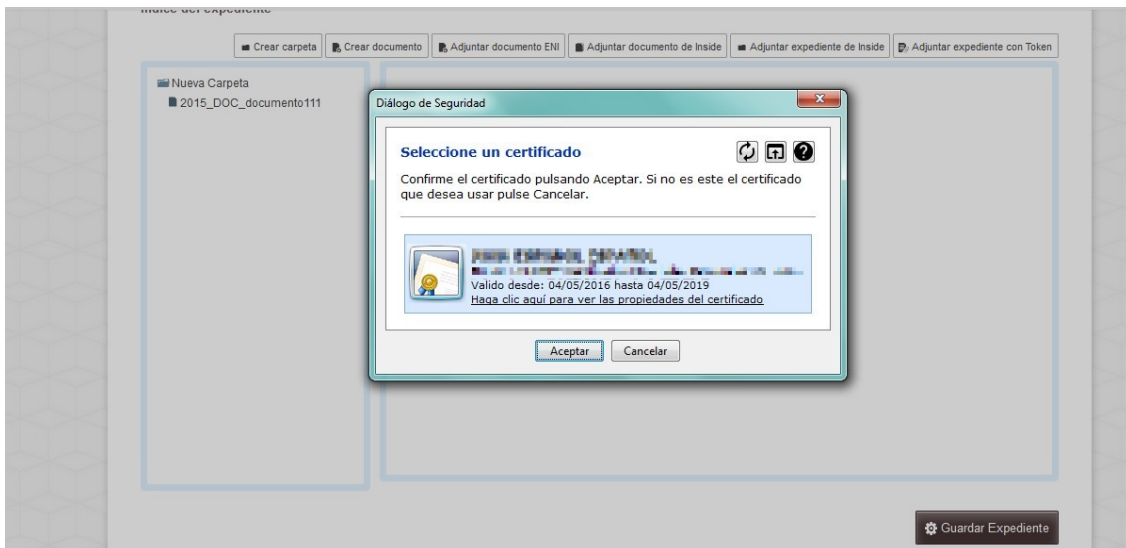 Índice del expediente
Crear carpeta Crear documento Adjuntar documento ENI Adjuntar documento de Inside Adjuntar expediente de Inside Adjuntar expediente con Token
Nueva Carpeta
2015_DOC_documento111
Diálogo de Seguridad
Seleccione un certificado
Confirme el certificado pulsando Aceptar. Si no es este el certificado
que desea usar pulse Cancelar.
Valido desde: 04/05/2016 hasta 04/05/2019
Haga clic aquí para ver las propiedades del certificado
Aceptar Cancelar
Guardar Expediente